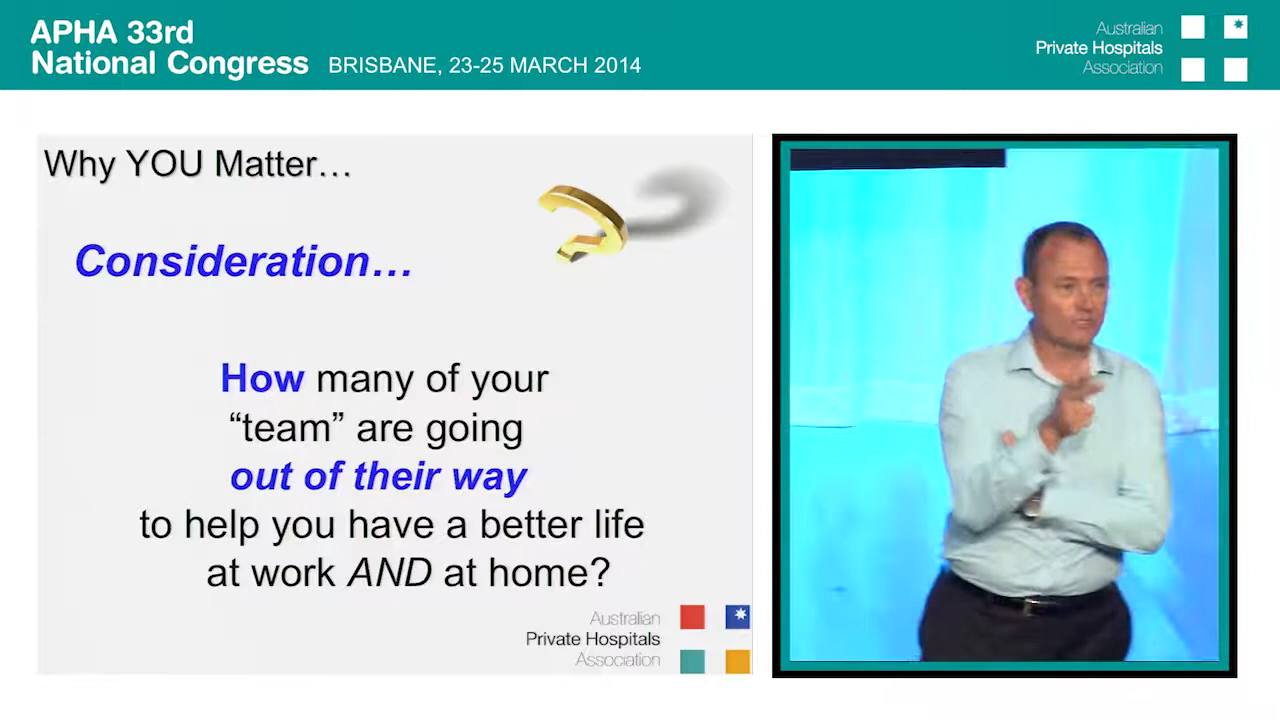 APHA 33rd
National Congress BRISBANE, 23-25 MARCH 2014
Australian
Private Hospitals
Association
Why YOU Matter…
Consideration…
How many of your
“team” are going
out of their way
to help you have a better life
at work AND at home?
Australian
Private Hospitals
Association